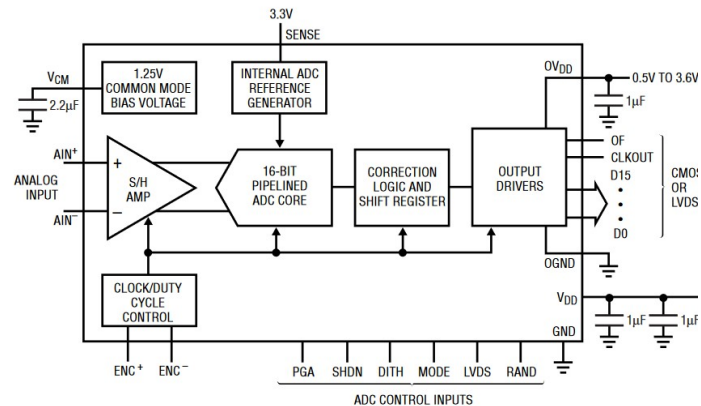 3.3V
SENSE
VCM
2.2µF
1.25V
COMMON MODE
BIAS VOLTAGE
INTERNAL ADC
REFERENCE
GENERATOR
OVDD
0.5V TO 3.6V
1µF
AIN+
ANALOG
INPUT
AIN−
+
S/H
AMP
−
16-BIT
PIPELINED
ADC CORE
CORRECTION
LOGIC AND
SHIFT REGISTER
OUTPUT
DRIVERS
OF
CLKOUT
D15
•
•
•
D0
CMOS
OR
LVDS
OGND
CLOCK/DUTY
CYCLE
CONTROL
VDD
1µF
1µF
GND
ENC+
ENC−
PGA
SHDN
DITH
MODE
LVDS
RAND
ADC CONTROL INPUTS